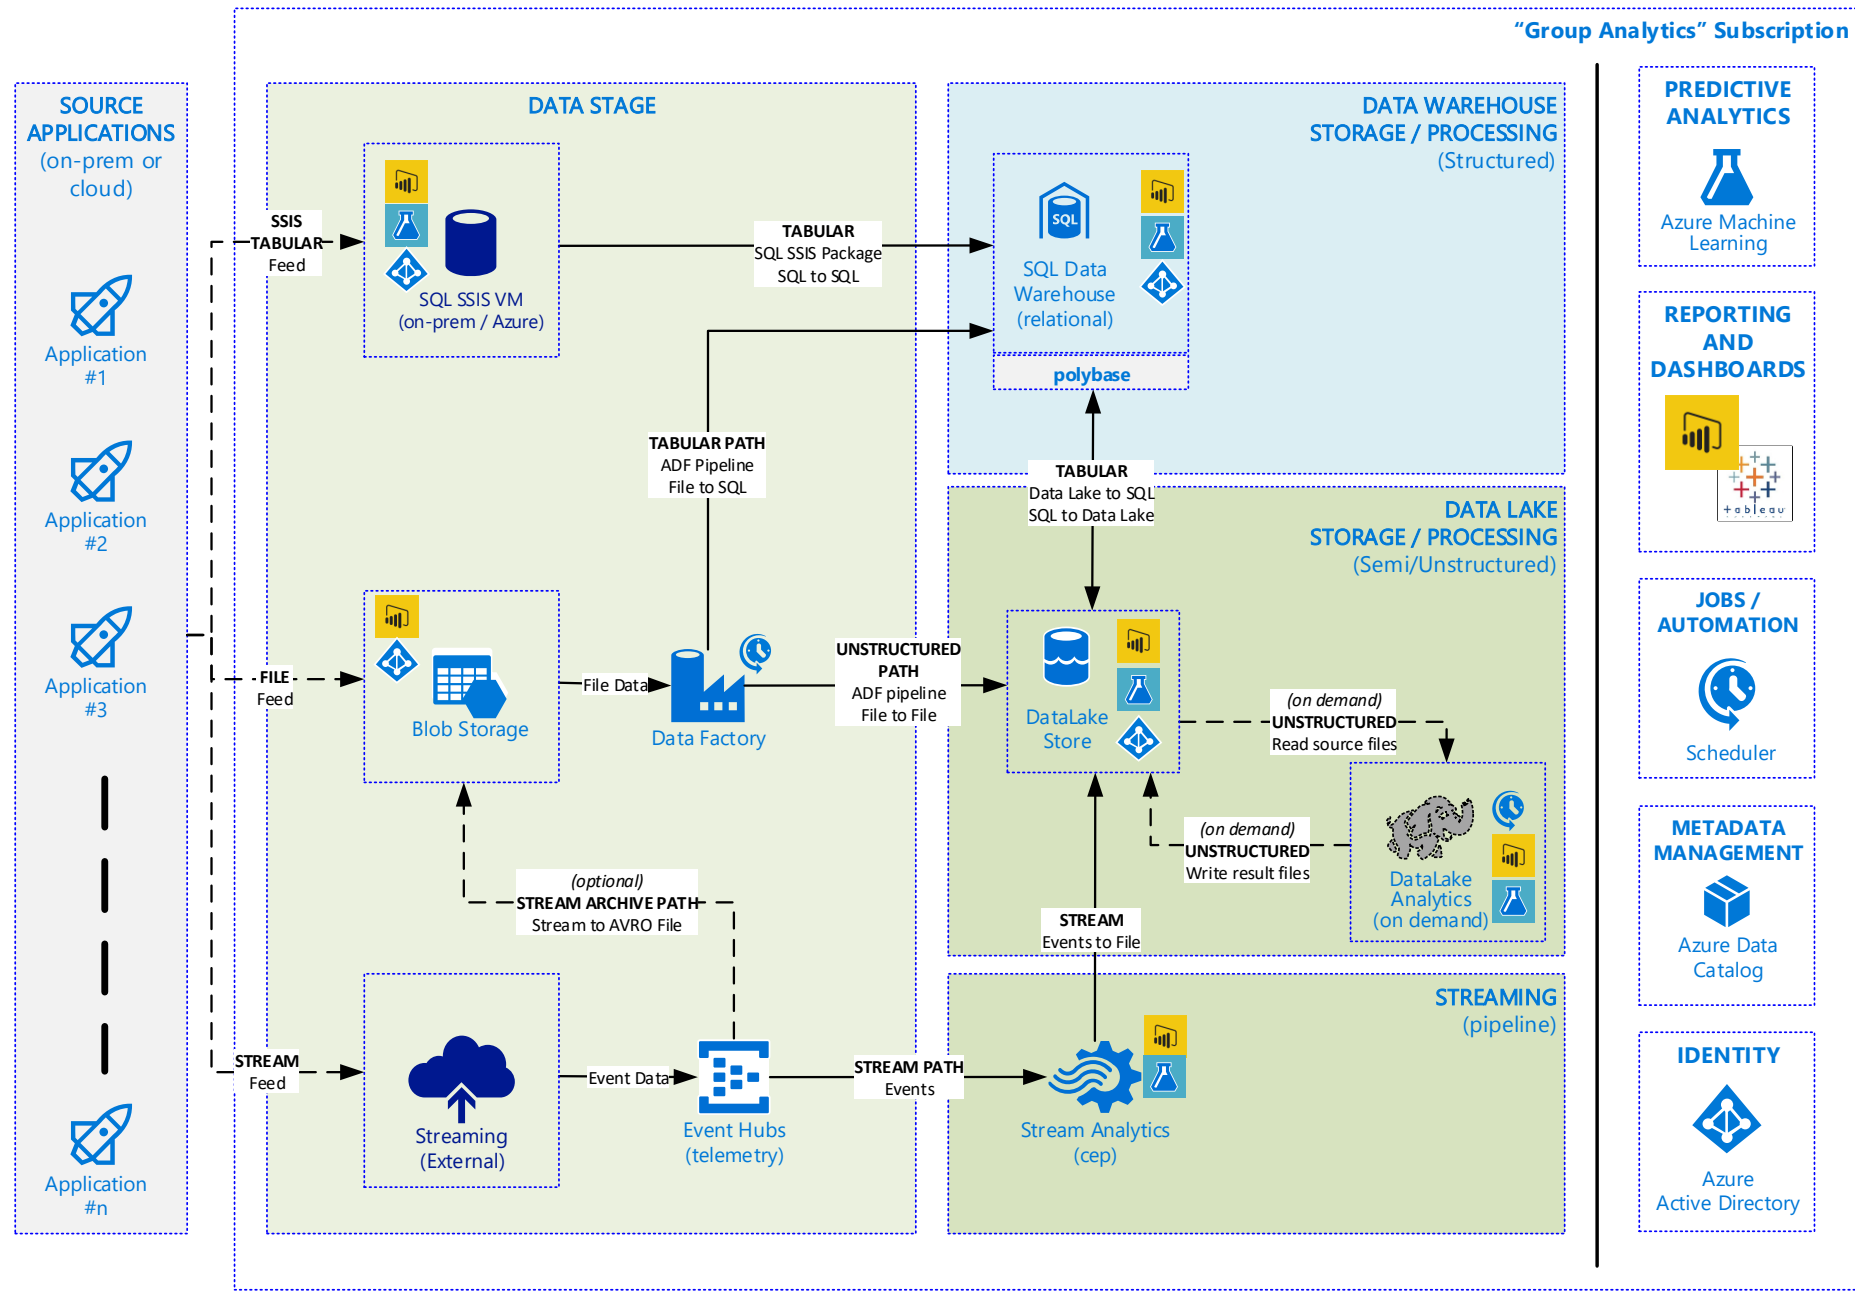 “Group Analytics” Subscription
SOURCE
APPLICATIONS
(on-prem or
cloud)
Application
#1
Application
#2
Application
#3
Application
#n
SSIS
TABULAR
Feed
FILE
Feed
STREAM
Feed
DATA STAGE
SQL SSIS VM
(on-prem / Azure)
TABULAR
SQL SSIS Package
SQL to SQL
TABULAR PATH
ADF Pipeline
File to SQL
Blob Storage
File Data
Data Factory
UNSTRUCTURED
PATH
ADF pipeline
File to File
(optional)
STREAM ARCHIVE PATH
Stream to AVRO File
Streaming
(External)
Event Data
Event Hubs
(telemetry)
STREAM PATH
Events
DATA WAREHOUSE
STORAGE / PROCESSING
(Structured)
SQL
SQL Data
Warehouse
(relational)
polybase
TABULAR
Data Lake to SQL
SQL to Data Lake
DATA LAKE
STORAGE / PROCESSING
(Semi/Unstructured)
DataLake
Store
(on demand)
UNSTRUCTURED
Read source files
(on demand)
UNSTRUCTURED
Write result files
DataLake
Analytics
(on demand)
STREAM
Events to File
STREAMING
(pipeline)
Stream Analytics
(cep)
PREDICTIVE
ANALYTICS
Azure Machine
Learning
REPORTING
AND
DASHBOARDS
+ableau
JOBS /
AUTOMATION
Scheduler
METADATA
MANAGEMENT
Azure Data
Catalog
IDENTITY
Azure
Active Directory